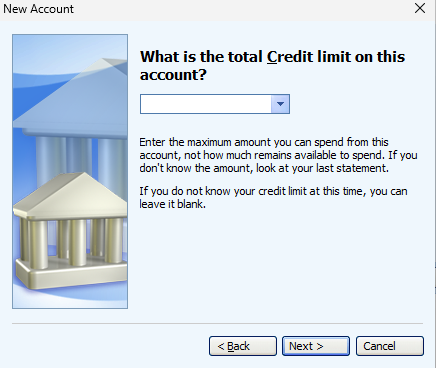 New Account
What is the total Credit limit on this
account?
Enter the maximum amount you can spend from this
account, not how much remains available to spend. If you
don't know the amount, look at your last statement.
If you do not know your credit limit at this time, you can
leave it blank.
< Back
Next >
Cancel